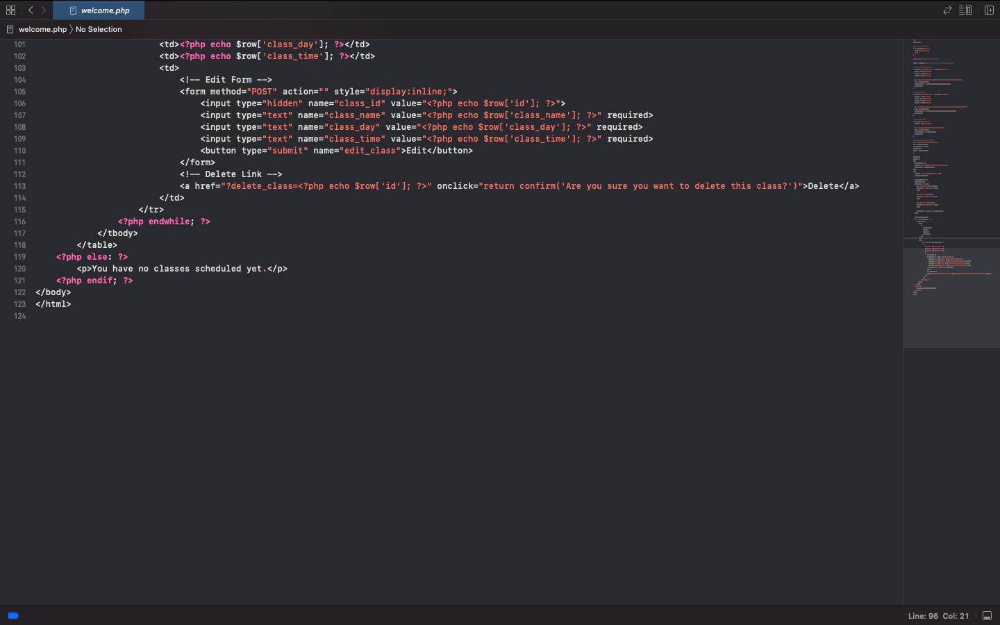 welcome.php
welcome.php 〉 No Selection
101 <td><?php echo $row['class_day']; ?></td>
102 <td><?php echo $row['class_time']; ?></td>
103 <td>
104 <!-- Edit Form -->
105 <form method="POST" action="" style="display:inline;">
106 <input type="hidden" name="class_id" value="<?php echo $row['id']; ?>">
107 <input type="text" name="class_name" value="<?php echo $row['class_name']; ?>" required>
108 <input type="text" name="class_day" value="<?php echo $row['class_day']; ?>" required>
109 <input type="text" name="class_time" value="<?php echo $row['class_time']; ?>" required>
110 <button type="submit" name="edit_class">Edit</button>
111 </form>
112 <!-- Delete Link -->
113 <a href="?delete_class=<?php echo $row['id']; ?>" onclick="return confirm('Are you sure you want to delete this class?')">Delete</a>
114 </td>
115 </tr>
116 <?php endwhile; ?>
117 </tbody>
118 </table>
119 <?php else: ?>
120 <p>You have no classes scheduled yet.</p>
121 <?php endif; ?>
122 </body>
123 </html>
124
Line: 96 Col: 21